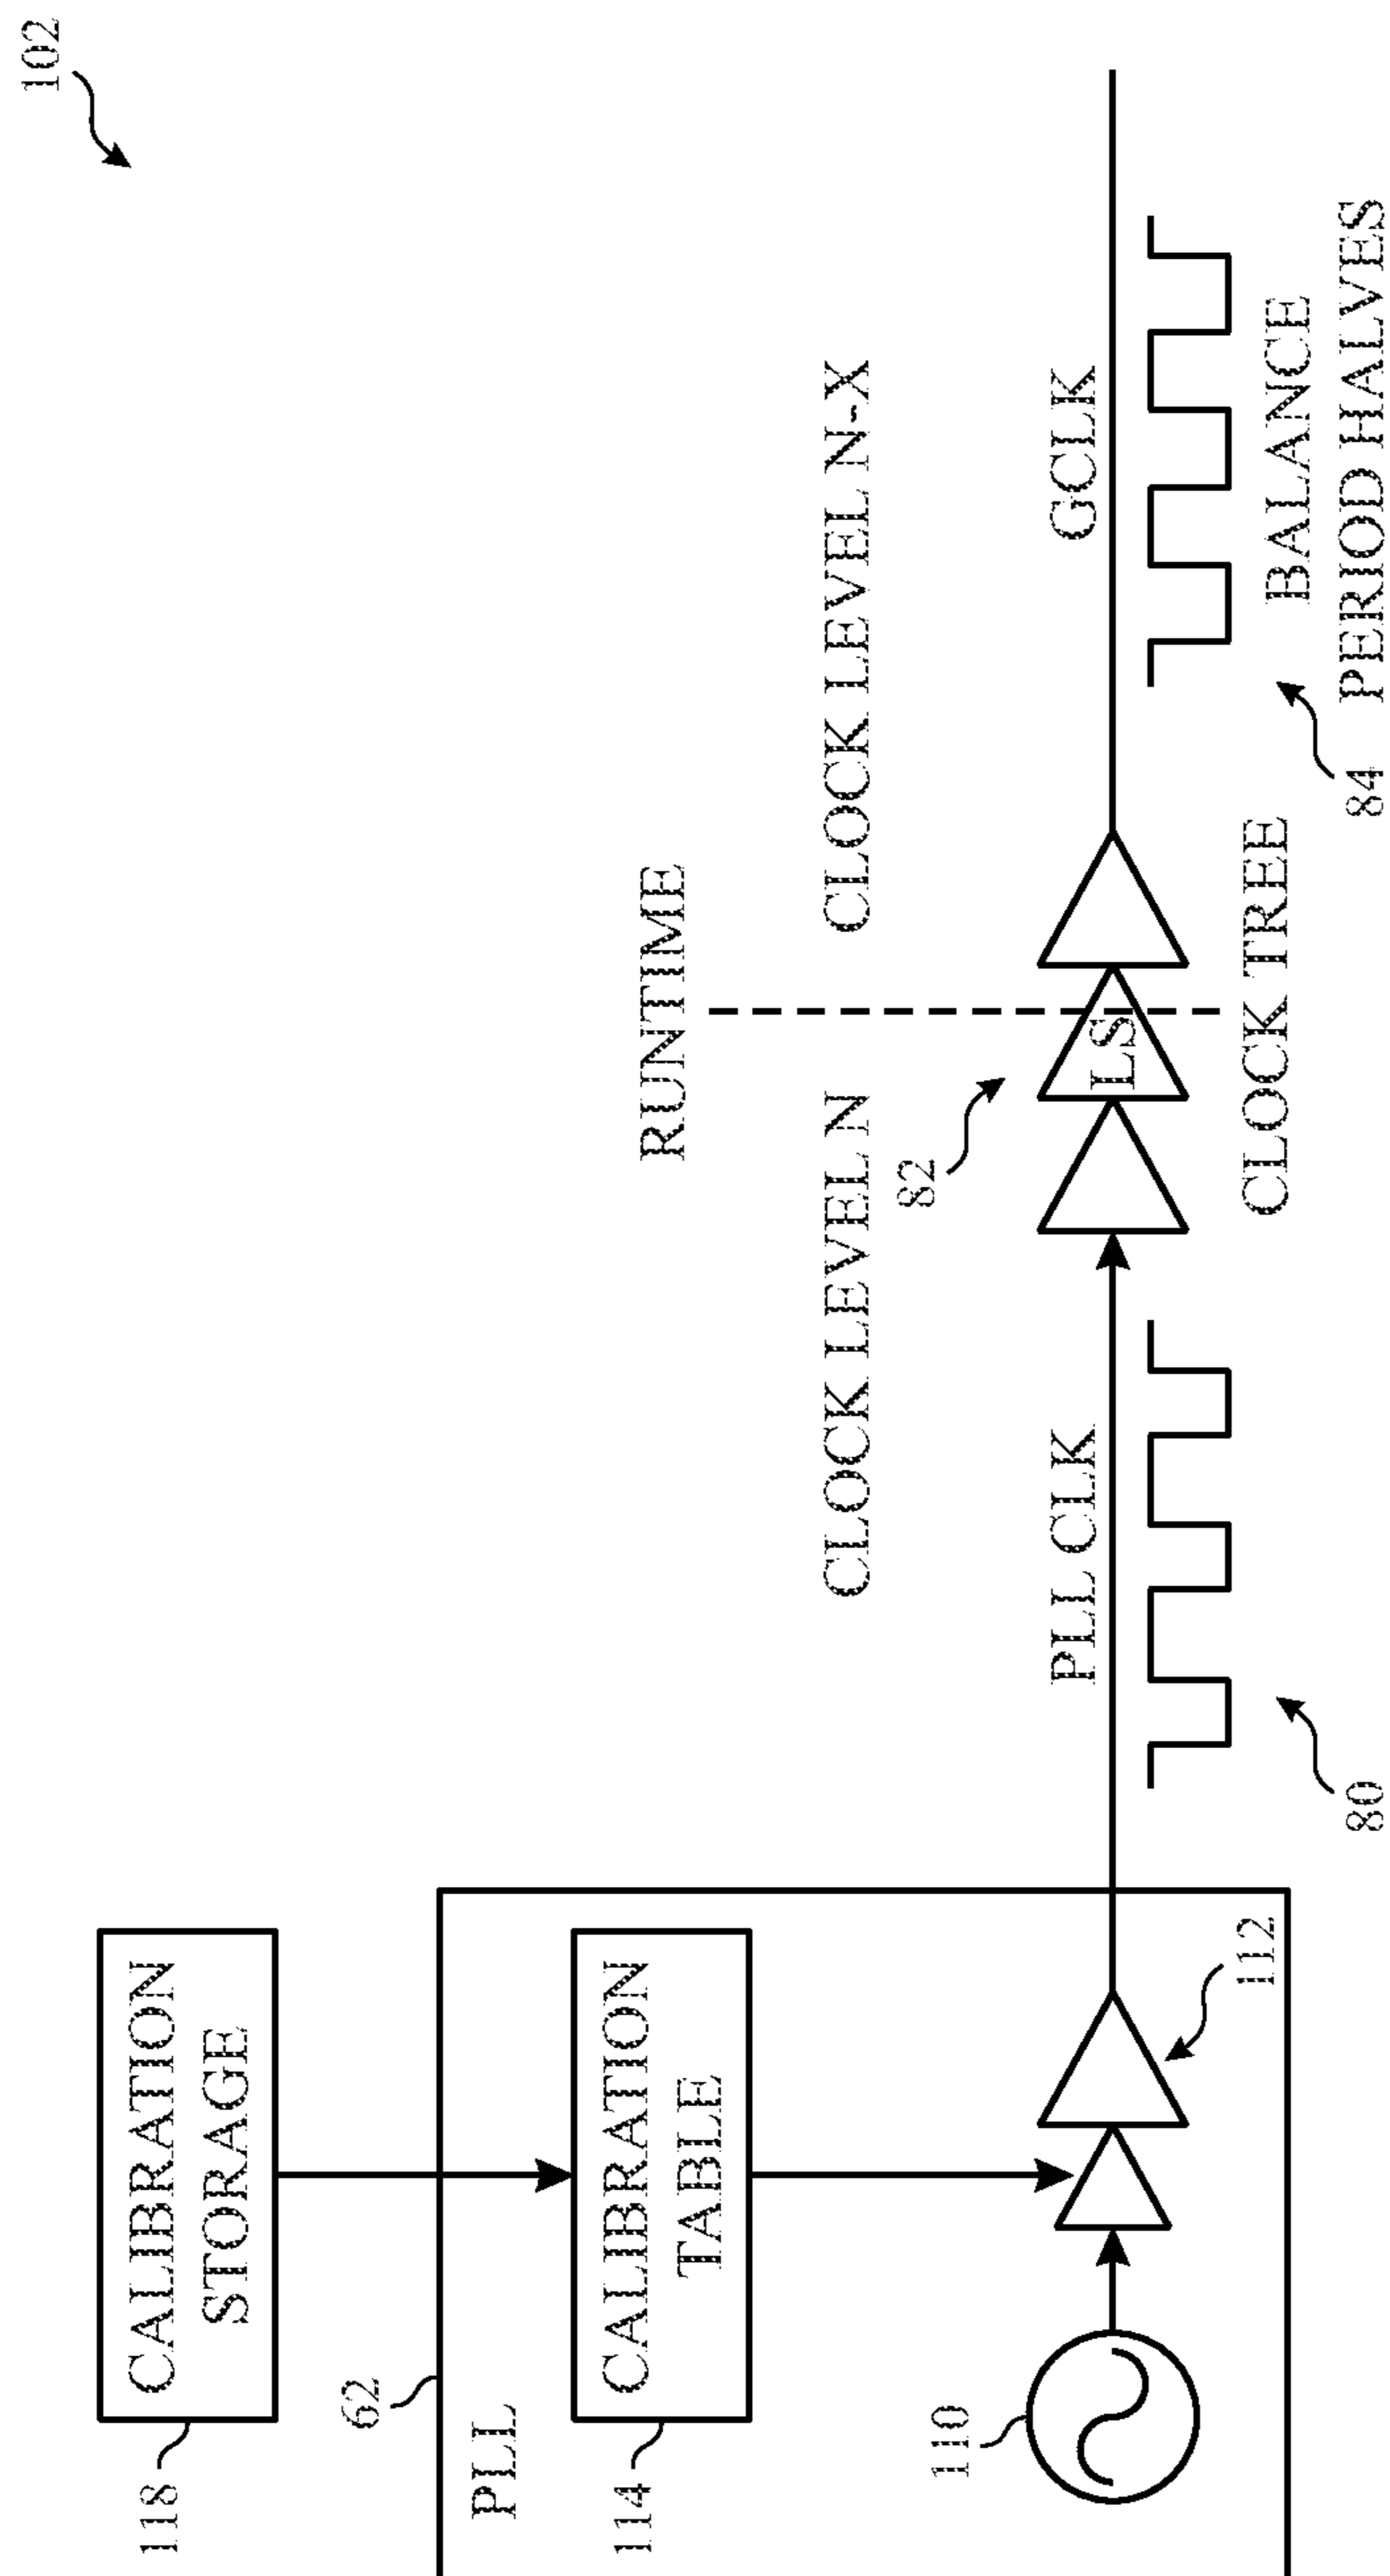 102
118
CALIBRATION
STORAGE
62
PLL
114
CALIBRATION
TABLE
110
112
RUNTIME
CLOCK LEVEL N
CLOCK LEVEL N-X
82
PLL CLK
LS
GCLK
CLOCK TREE
80
84
BALANCE
PERIOD HALVES